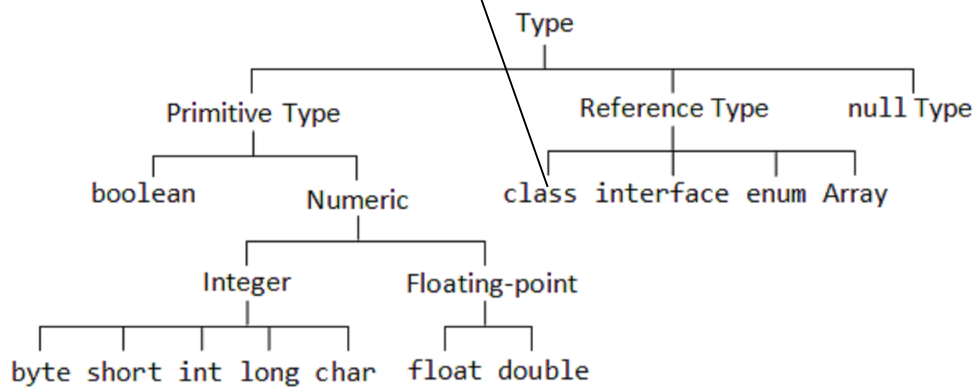 Type
Primitive Type Reference Type null Type
boolean Numeric class interface enum Array
Integer Floating-point
byte short int long char float double